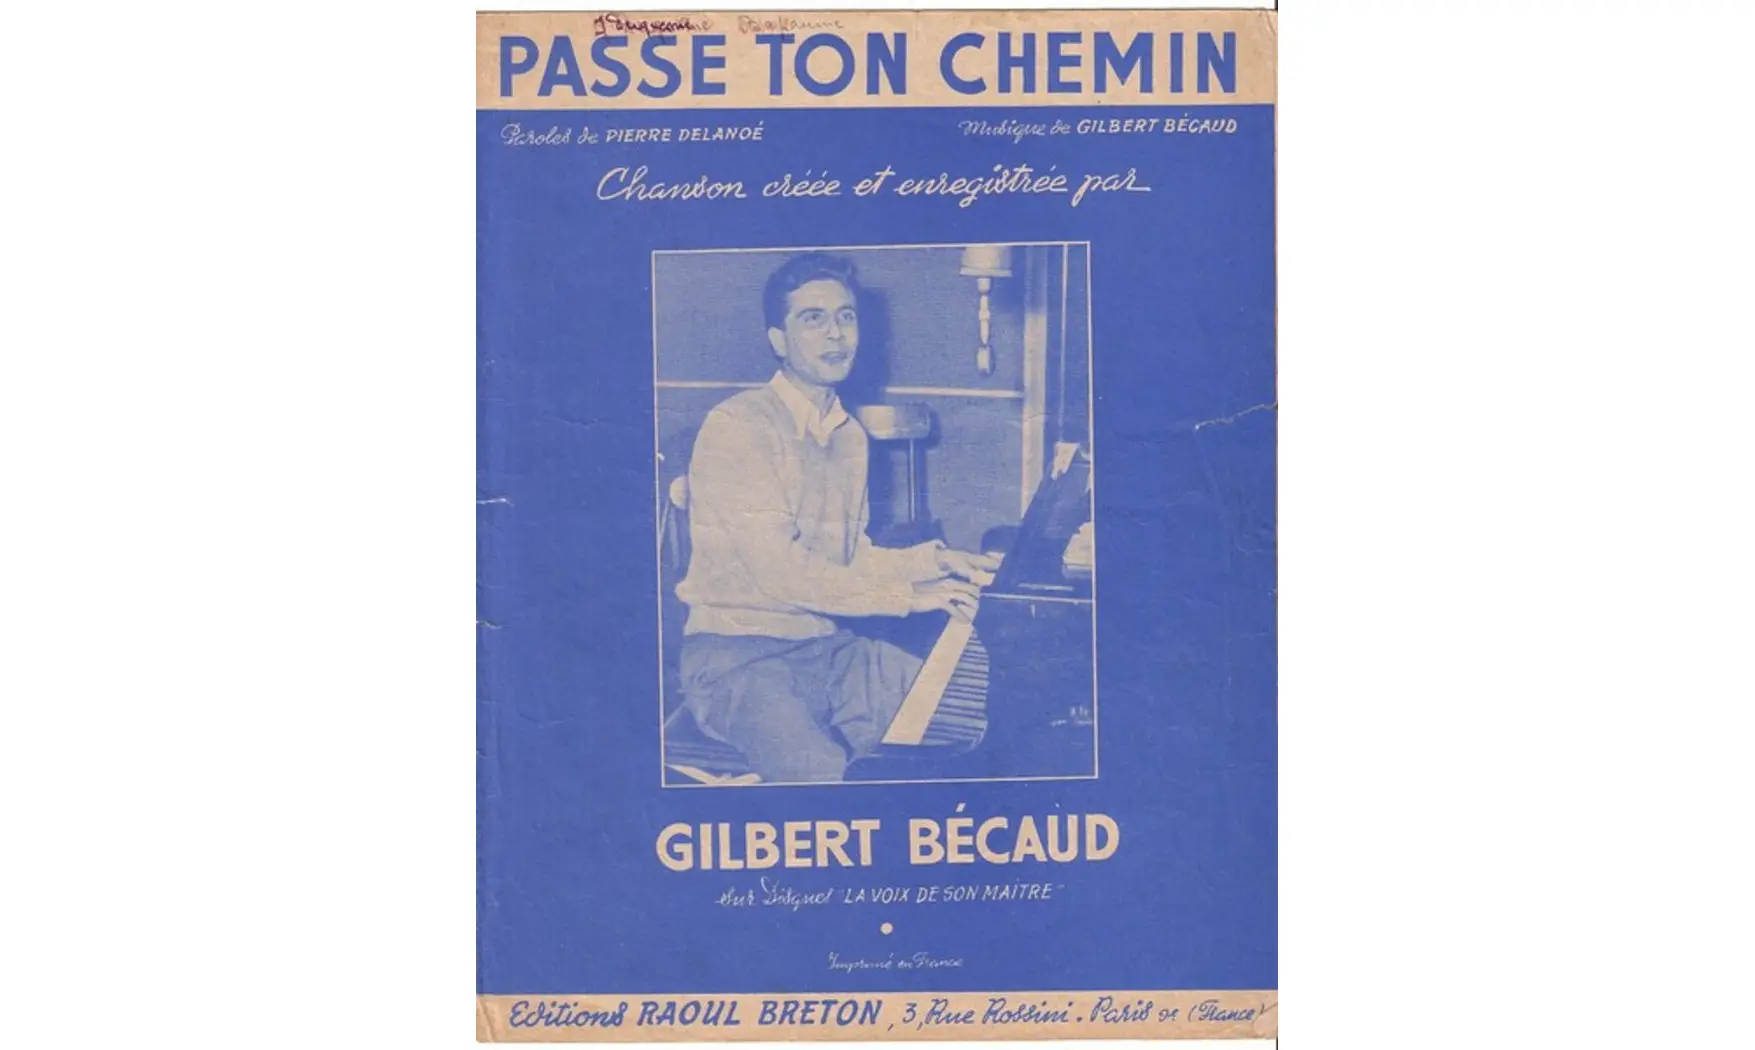 PASSE TON CHEMIN
Paroles de PIERRE DELANOÉ
Musique de GILBERT BÉCAUD
Chanson créée et enregistrée par
GILBERT BÉCAUD
sur Disques "LA VOIX DE SON MAITRE"
Imprimé en France
Editions RAOUL BRETON, 3, Rue Rossini. Paris 9e (France)